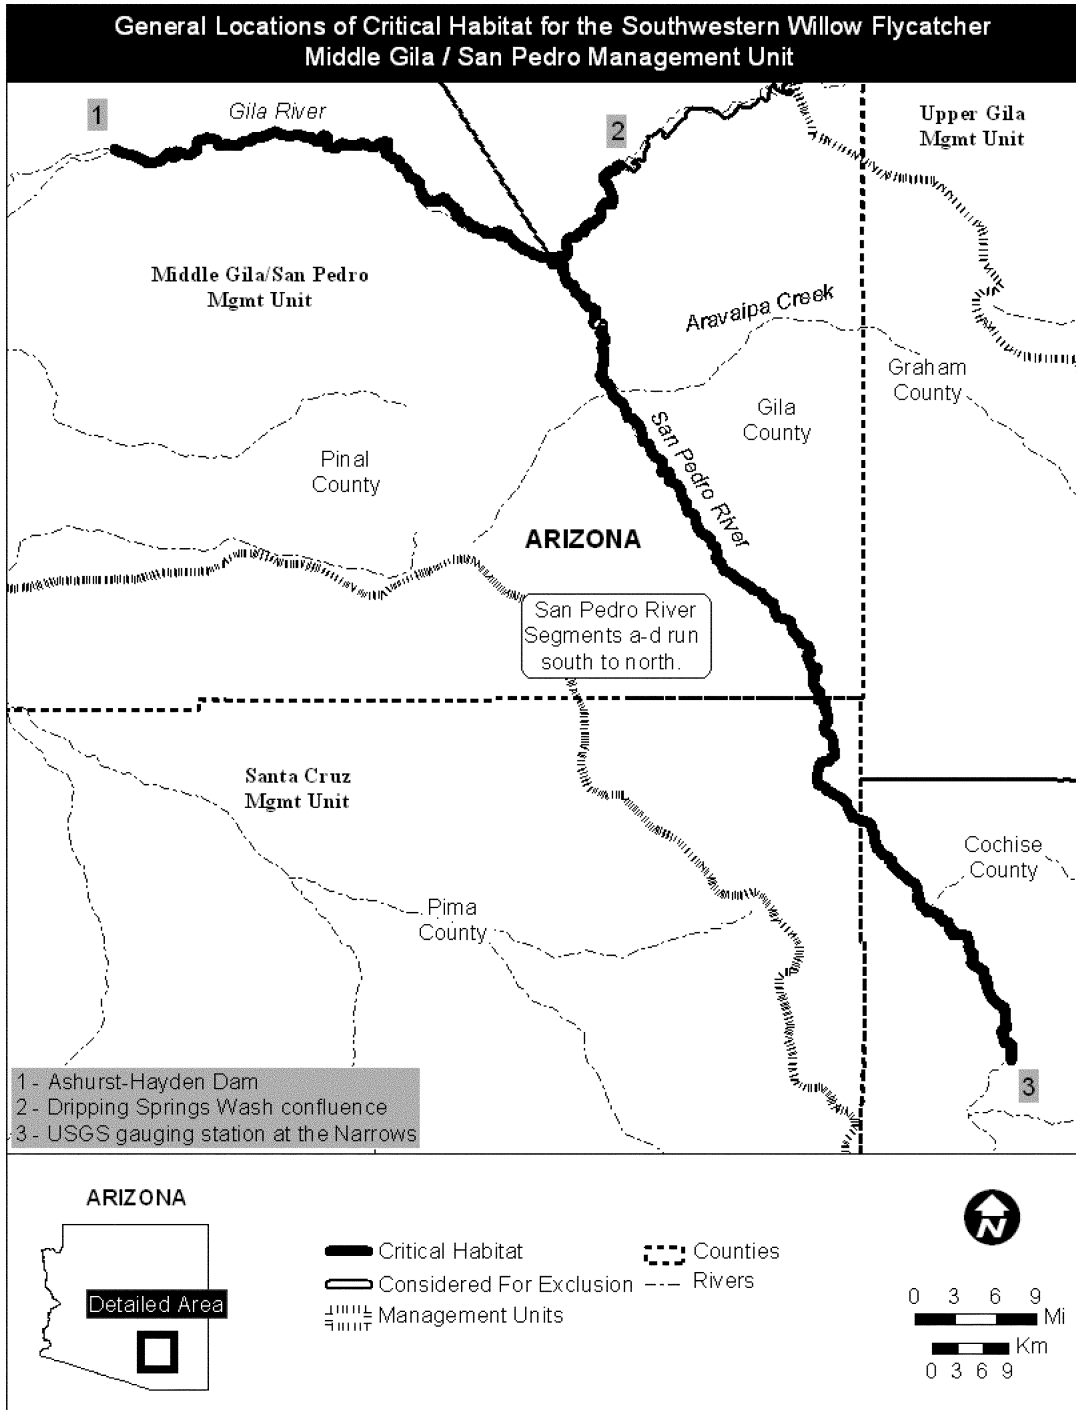 General Locations of Critical Habitat for the Southwestern Willow Flycatcher
Middle Gila / San Pedro Management Unit
1
Gila River
2
Upper Gila
Mgmt Unit
Middle Gila/San Pedro
Mgmt Unit
Aravaipa Creek
Graham
County
Gila
County
San Pedro River
Pinal
County
ARIZONA
San Pedro River
Segments a-d run
south to north.
Santa Cruz
Mgmt Unit
Cochise
County
Pima
County
3
1 - Ashurst-Hayden Dam
2 - Dripping Springs Wash confluence
3 - USGS gauging station at the Narrows
ARIZONA
Detailed Area
Critical Habitat
Considered For Exclusion
Management Units
Counties
Rivers
N
0 3 6 9
Mi
Km
0 3 6 9